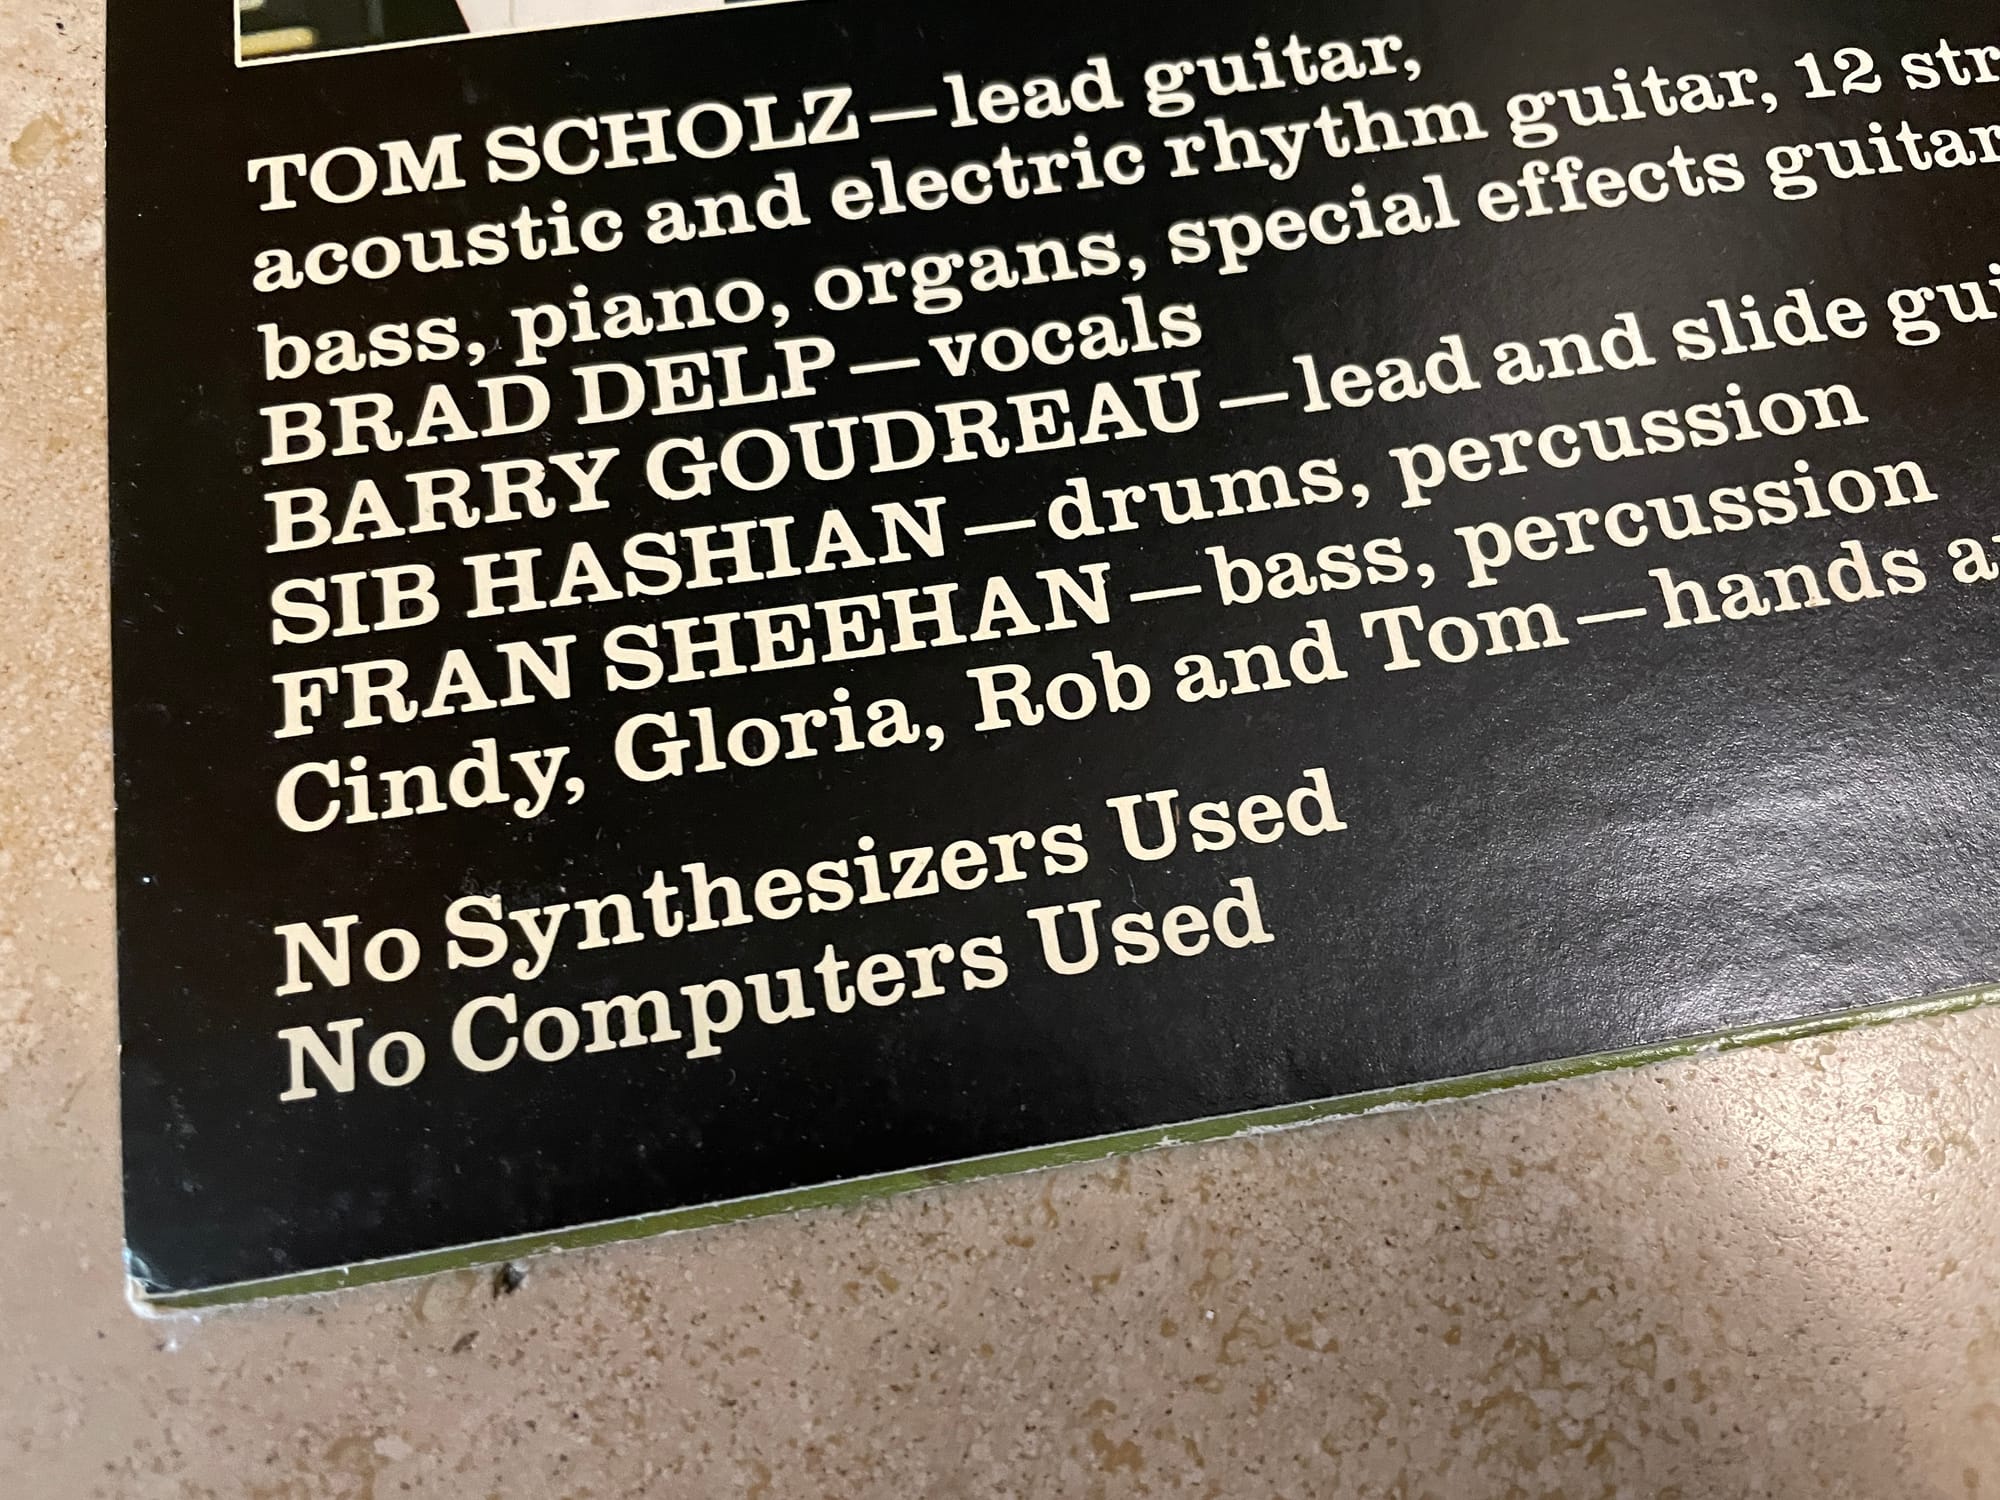 TOM SCHOLZ—lead guitar,
acoustic and electric rhythm guitar, 12
bass, piano, organs, special effects guitar
BRAD DELP—vocals
BARRY GOUDREAU—lead and slide
SIB HASHIAN—drums, percussion
FRAN SHEEHAN—bass, percussion
Cindy, Gloria, Rob and Tom—hands
No Synthesizers Used
No Computers Used